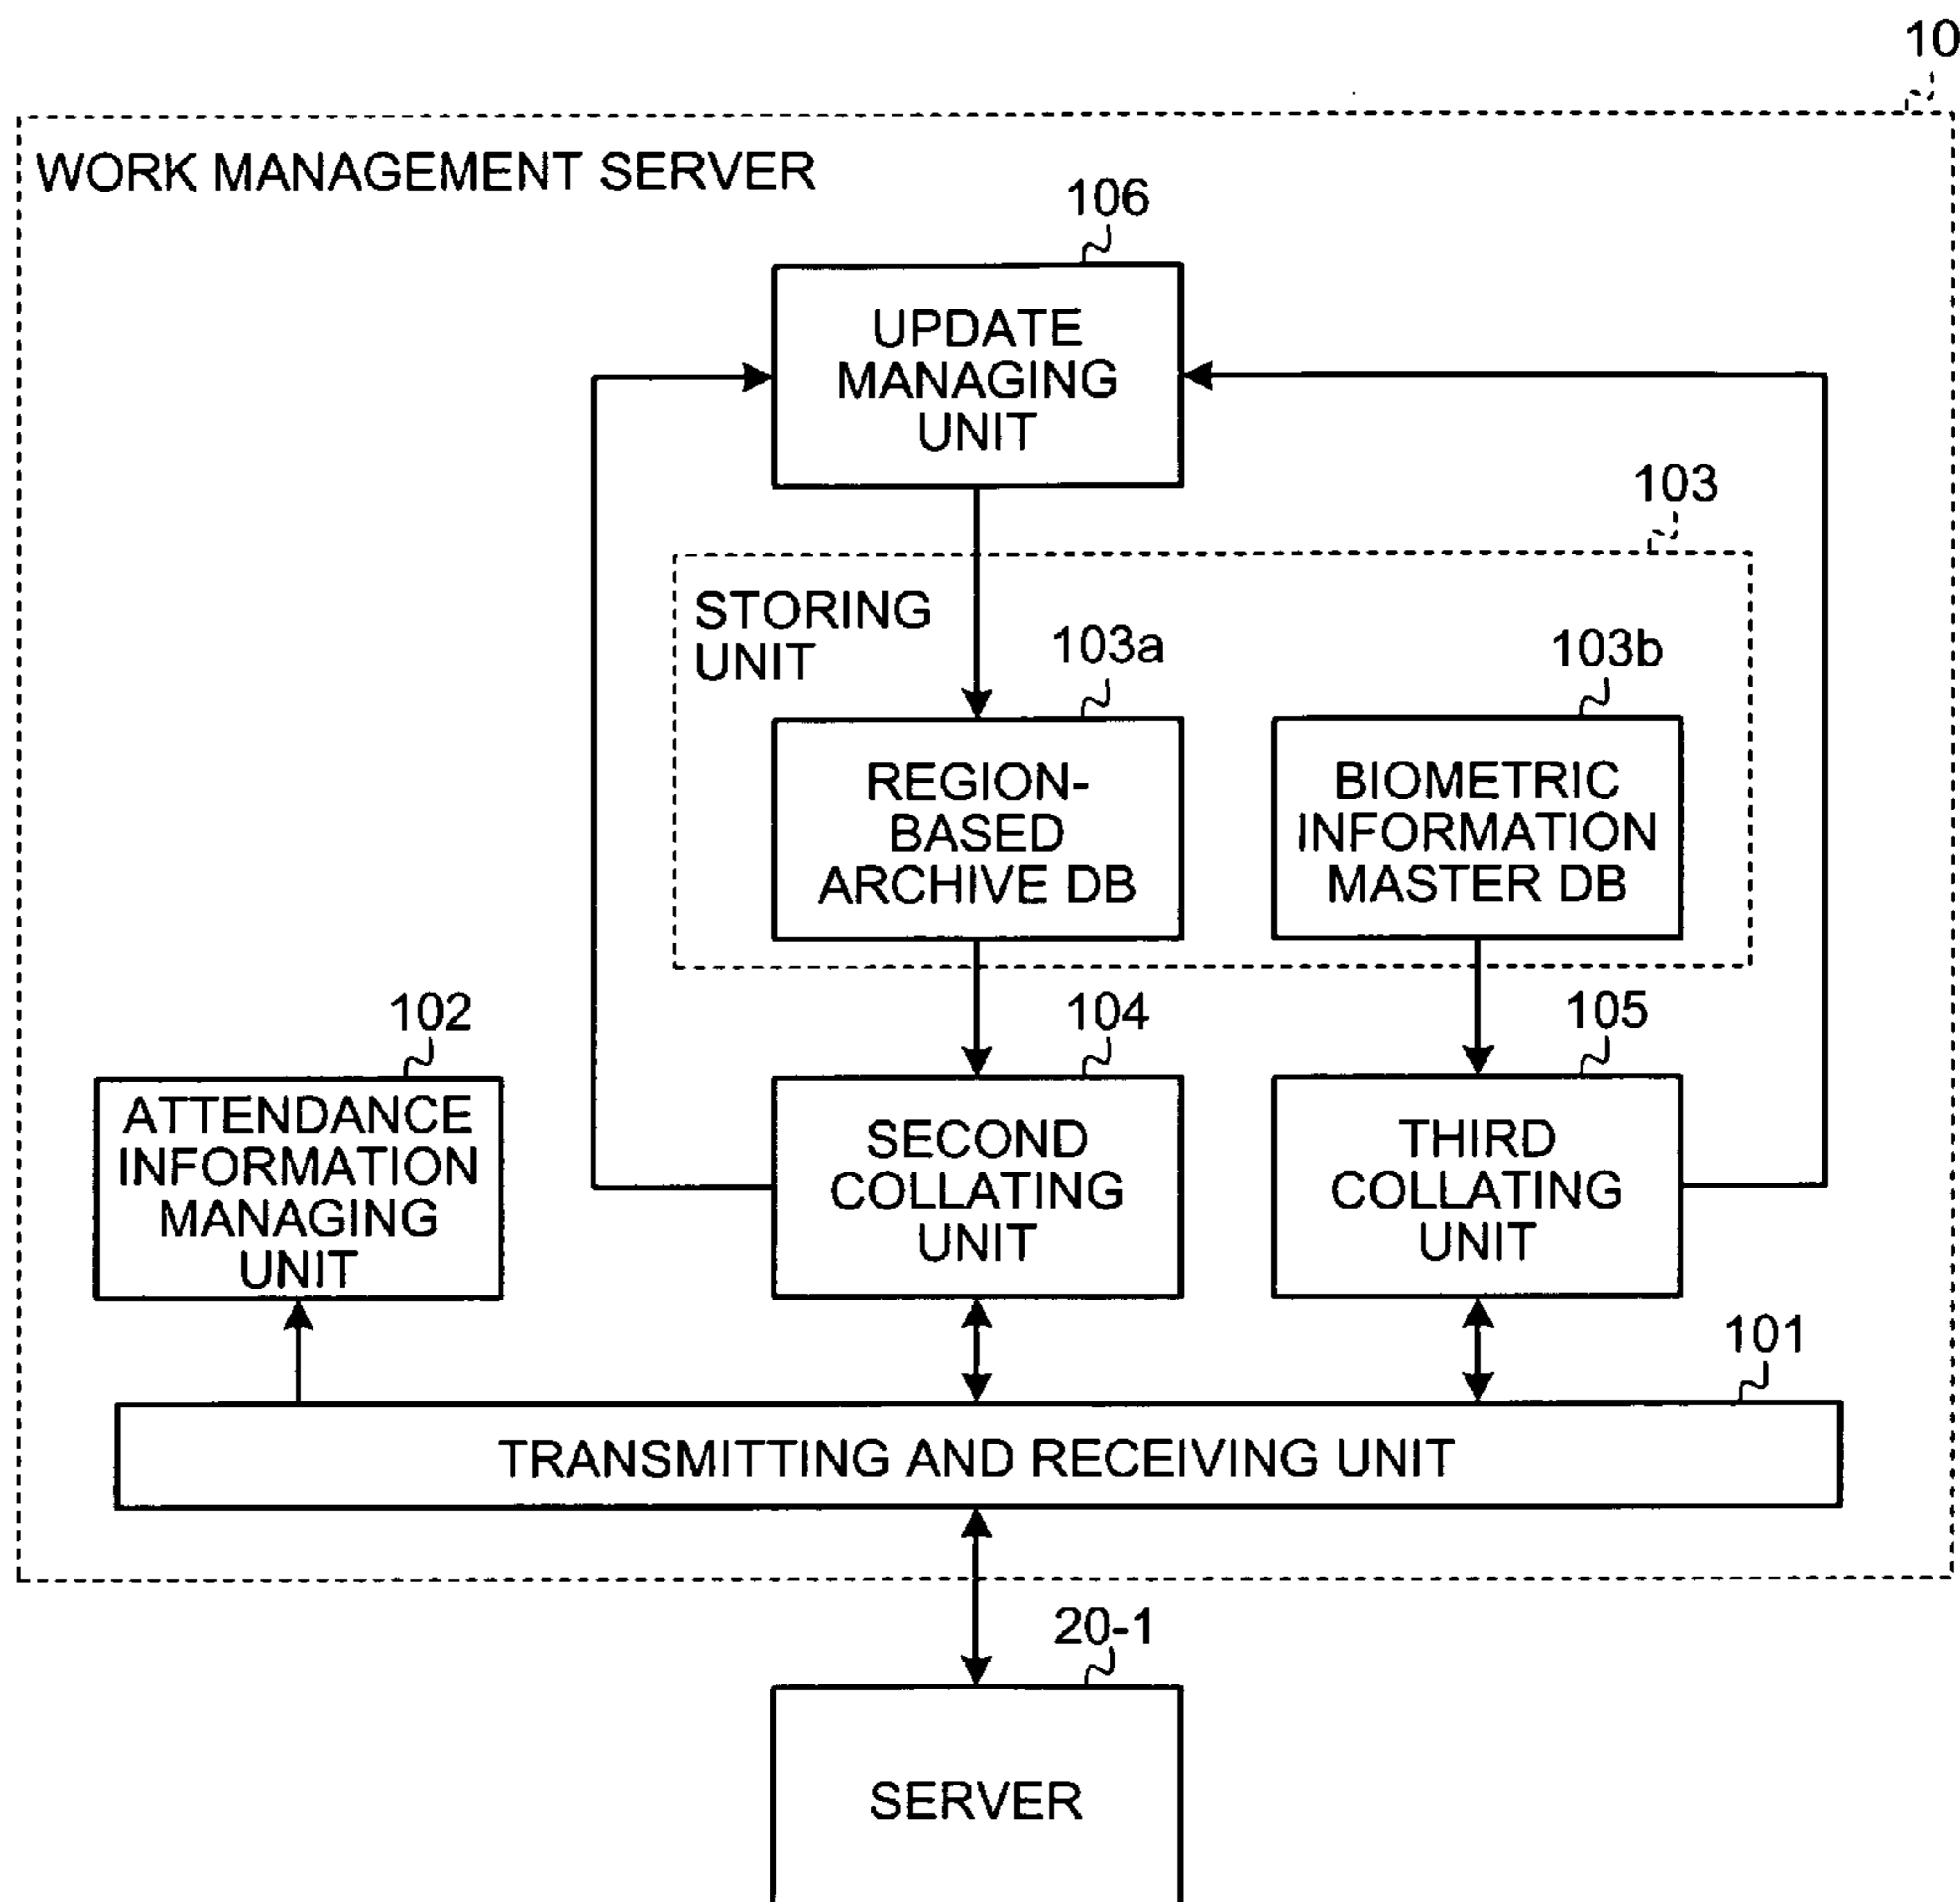 10
WORK MANAGEMENT SERVER
106
UPDATE
MANAGING
UNIT
103
STORING
UNIT
103a
103b
REGION-
BASED
ARCHIVE DB
BIOMETRIC
INFORMATION
MASTER DB
102
104
105
ATTENDANCE
INFORMATION
MANAGING
UNIT
SECOND
COLLATING
UNIT
THIRD
COLLATING
UNIT
101
TRANSMITTING AND RECEIVING UNIT
20-1
SERVER